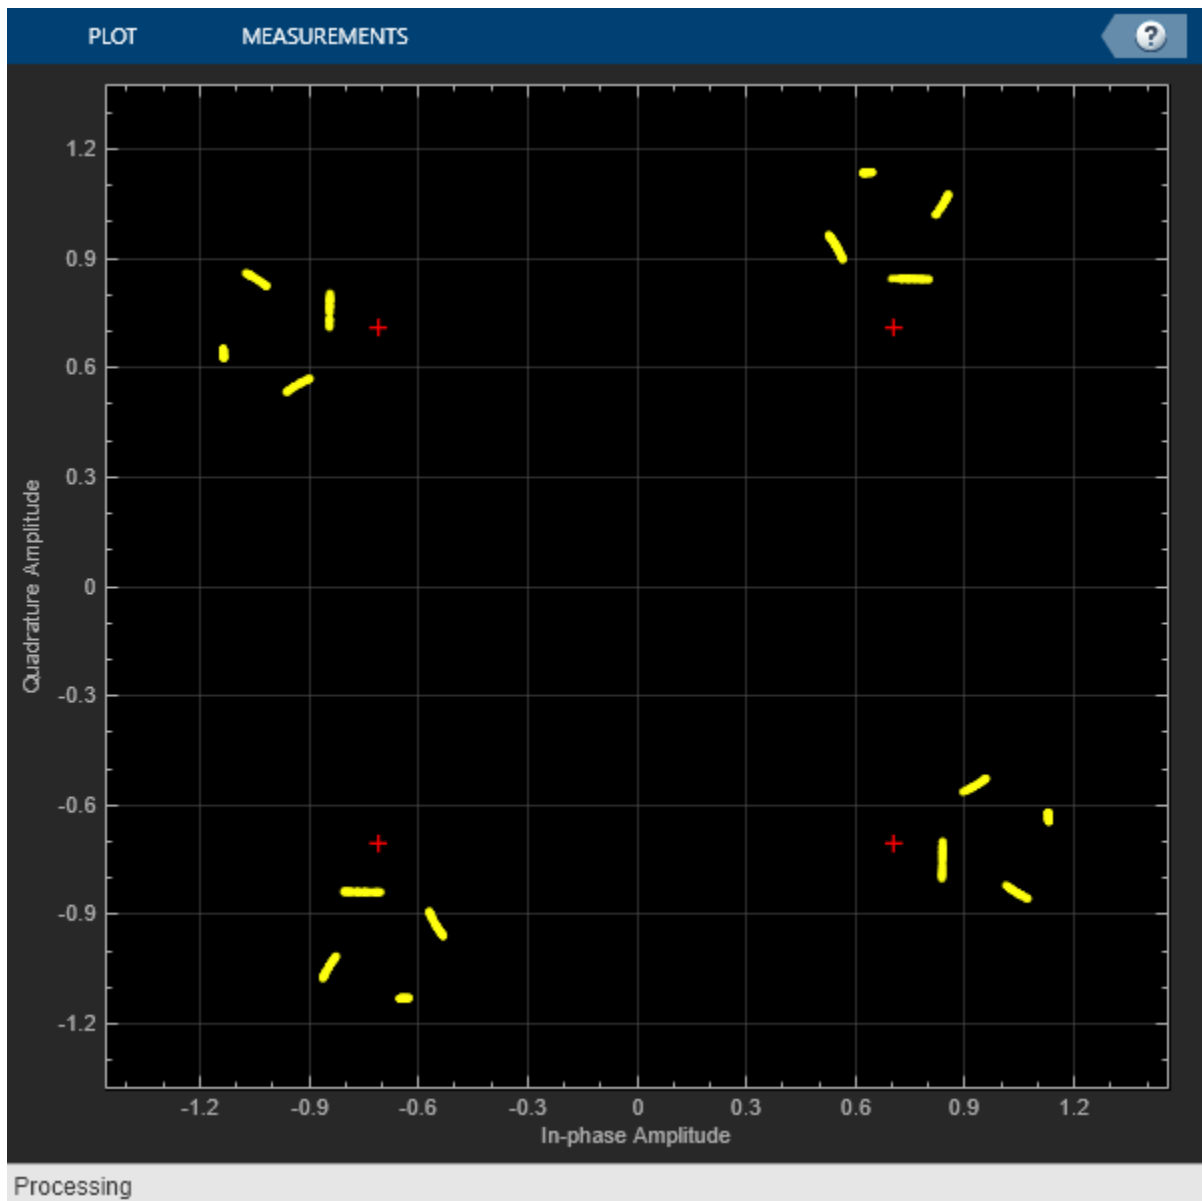 PLOT MEASUREMENTS ?
1.2
0.9
0.6
0.3
0
-0.3
-0.6
-0.9
-1.2
Quadrature Amplitude
-1.2 -0.9 -0.6 -0.3 0 0.3 0.6 0.9 1.2
In-phase Amplitude
Processing